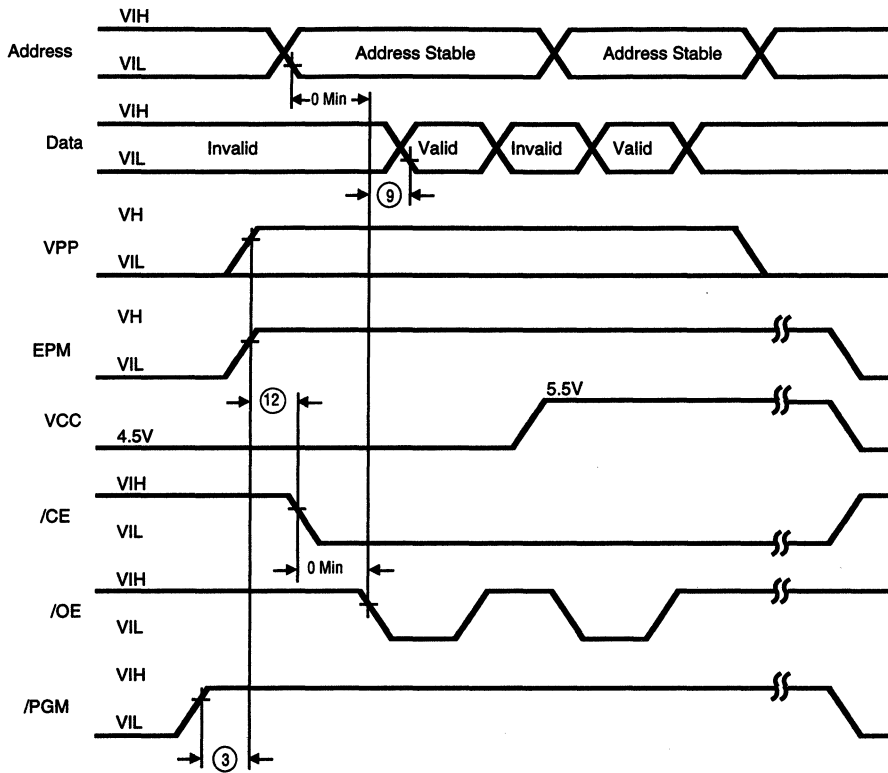 VIH
Address
Address Stable
Address Stable
VIL
0 Min
VIH
Data
Invalid
Valid
Invalid
Valid
VIL
9
VH
VPP
VIL
VH
EPM
VIL
12
5.5V
VCC
4.5V
VIH
/CE
VIL
0 Min
VIH
/OE
VIL
VIH
/PGM
VIL
3